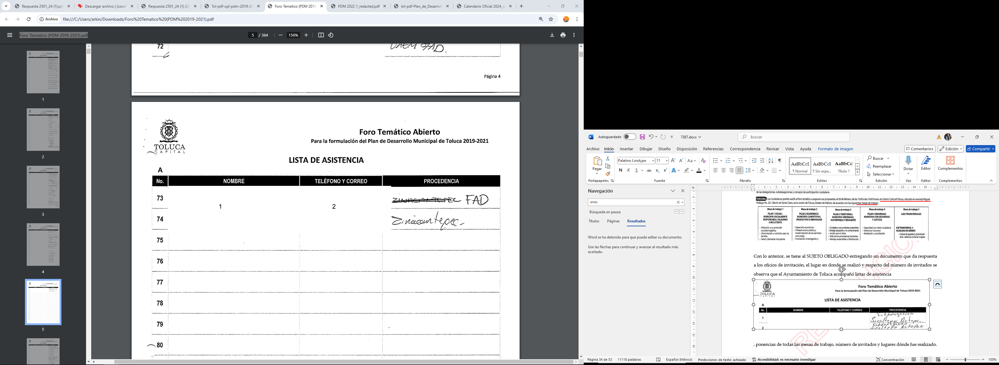 Respuesta 2501_24 (1).pd
Descargar archivo | iLoveP
Respuesta 2501_24 (1) (2)
Tol-pdf-upl-pdm-2019-20
Foro Tematico (PDM 2019
PDM 2022 1_redacted.pdf
tol-pdf-Plan_de_Desarroll
Calendario Oficial 2024_w
Archivo file:///C:/Users/arkin/Downloads/Foro%20Tematico%20(PDM%202019-2021).pdf
Foro Tematico (PDM 2019-2021).pdf
5 / 364
156%
1
2
3
4
5
72 UAEM FAD.
Página 4
TOLUCA
CAPITAL
Foro Temático Abierto
Para la formulación del Plan de Desarrollo Municipal de Toluca 2019-2021
LISTA DE ASISTENCIA
A
No. NOMBRE TELÉFONO Y CORREO PROCEDENCIA
73 FAD
1 2
74 Zinacantepec
75
76
77
78
79
80
Autoguardado 7387.docx Buscar
Archivo Inicio Insertar Dibujar Diseño Disposición Referencias Correspondencia Revisar Vista Ayuda Formato de imagen Comentarios Edición Compartir
Pegar
Palatino Linotype 11
AaBbCcI AaBbCcI AaBbCc
Normal Sin espa... Título 1
Buscar
Reemplazar
Seleccionar
Dictar
Editor
Complementos
Portapapeles Fuente Párrafo Estilos Edición Voz Editor Complementos
Navegación
anex
Búsqueda en pausa
Títulos Páginas Resultados
Word se ha detenido para que pueda editar su documento.
Use las flechas para continuar y avanzar al resultado más
acertado.
de las delegaciones, subdelegaciones y consejos de participación ciudadana.
TERCERA: Los ciudadanos podrán asistir al foro temático a exponer sus propuestas, el 26 de febrero, de las 10:00 a las 16:00 horas, en Centro Cultural Toluca, ubicado en avenida Miguel
Hidalgo No. 201, Barrio de Santa Clara, zona centro de Toluca, Estado de México, de acuerdo con las siguientes mesas de trabajo:
Mesa de trabajo 1 Mesa de trabajo 2 Mesa de trabajo 3 Mesa de trabajo 4 Mesa de trabajo 5
PILAR 1 SOCIAL:
MUNICIPIO SOCIALMENTE
RESPONSABLE, SOLIDARIO
E INCLUYENTE
PILAR 2 ECONÓMICO:
MUNICIPIO COMPETITIVO,
PRODUCTIVO E INNOVADOR
PILAR 3 TERRITORIAL:
MUNICIPIO ORDENADO,
SUSTENTABLE Y RESILIENTE
PILAR 4 SEGURIDAD:
MUNICIPIO CON SEGURIDAD
Y JUSTICIA
EJES TRANSVERSALES
• Población y su evolución
sociodemográfica
• Alimentación y nutrición para las
familias
• Salud y bienestar incluyente
• Desarrollo económico
• Infraestructura pública y
modernización de los servicios
comunales
• Innovación, investigación y
• Ciudades y comunidades sostenibles
• Energía asequible y no contaminante
• Acción por el clima
• Vida de los ecosistemas terrestres
• Manejo sustentable y distribución
• Seguridad con visión ciudadana
• Derechos Humanos
• Mediación y conciliación
EJE TRANSVERSAL 1:
IGUALDAD DE GÉNERO
• Cultura de igualdad y prevención
de la violencia contra las mujeres
Con lo anterior, se tiene al SUJETO OBLIGADO entregando un documento que da respuesta
a los oficios de invitación, el lugar en donde se realizó y respecto del número de invitados se
observa que el Ayuntamiento de Toluca acompañó listas de asistencia
TOLUCA
CAPITAL
Foro Temático Abierto
Para la formulación del Plan de Desarrollo Municipal de Toluca 2019-2021
LISTA DE ASISTENCIA
A
No. NOMBRE TELÉFONO Y CORREO PROCEDENCIA
1 Subdelegacion
2
, ponencias de todas las mesas de trabajo, número de invitados y lugares dónde fue realizado.
Página 34 de 53 11118 palabras Español (México) Predicciones de texto: activado Accesibilidad: es necesario investigar Concentración 100%